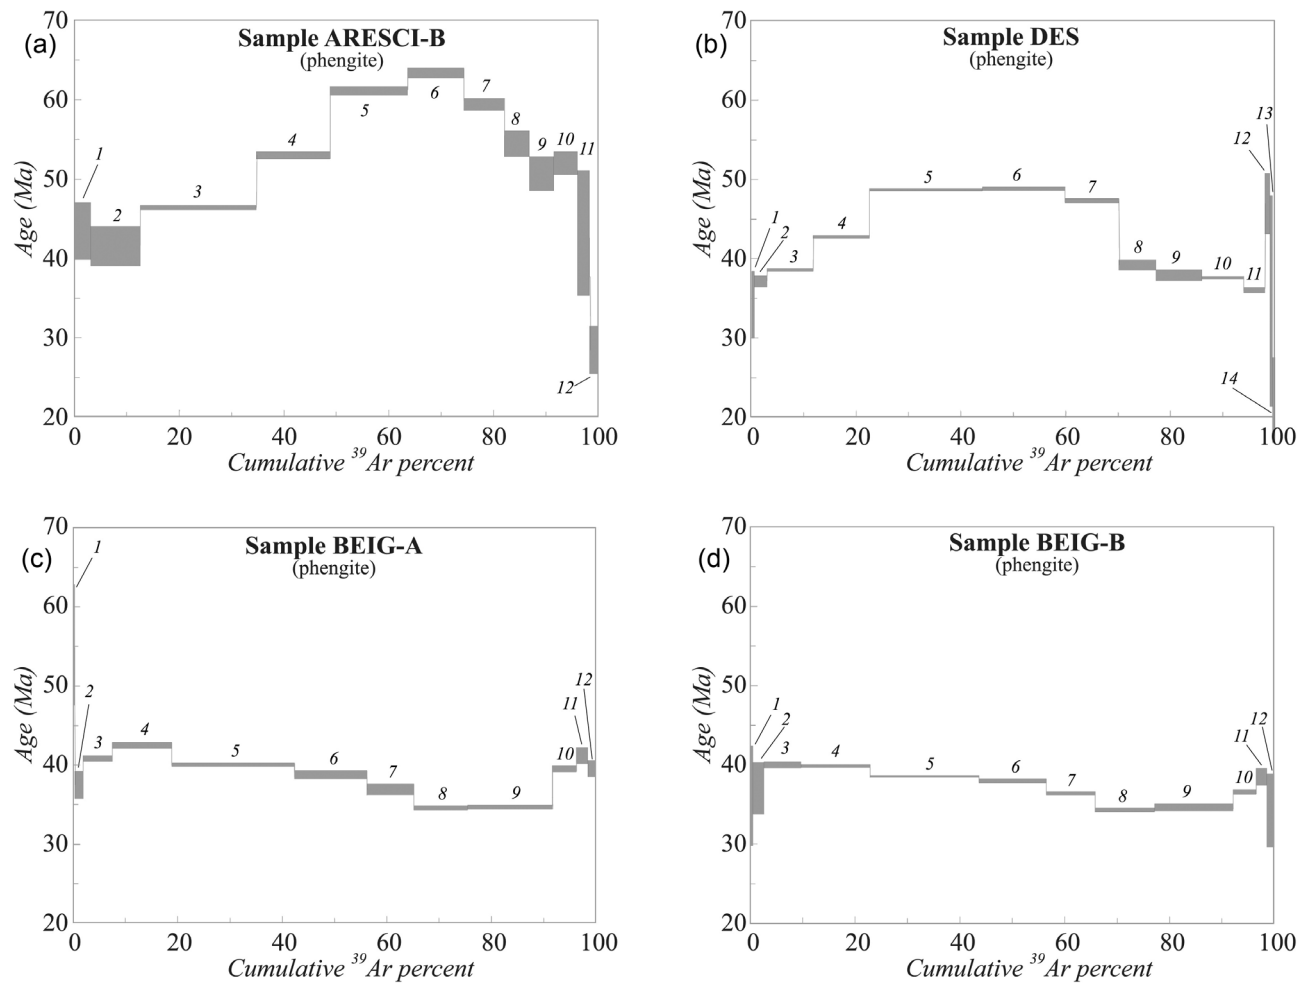 (a)
Sample ARESCI-B
(phengite)
Age (Ma)
70
60
50
40
30
20
0 20 40 60 80 100
Cumulative ³⁹Ar percent
1 2 3 4 5 6 7 8 9 10 11 12
(b)
Sample DES
(phengite)
Age (Ma)
70
60
50
40
30
20
0 20 40 60 80 100
Cumulative ³⁹Ar percent
1 2 3 4 5 6 7 8 9 10 11 12 13 14
(c)
Sample BEIG-A
(phengite)
Age (Ma)
70
60
50
40
30
20
0 20 40 60 80 100
Cumulative ³⁹Ar percent
1 2 3 4 5 6 7 8 9 10 11 12
(d)
Sample BEIG-B
(phengite)
Age (Ma)
70
60
50
40
30
20
0 20 40 60 80 100
Cumulative ³⁹Ar percent
1 2 3 4 5 6 7 8 9 10 11 12